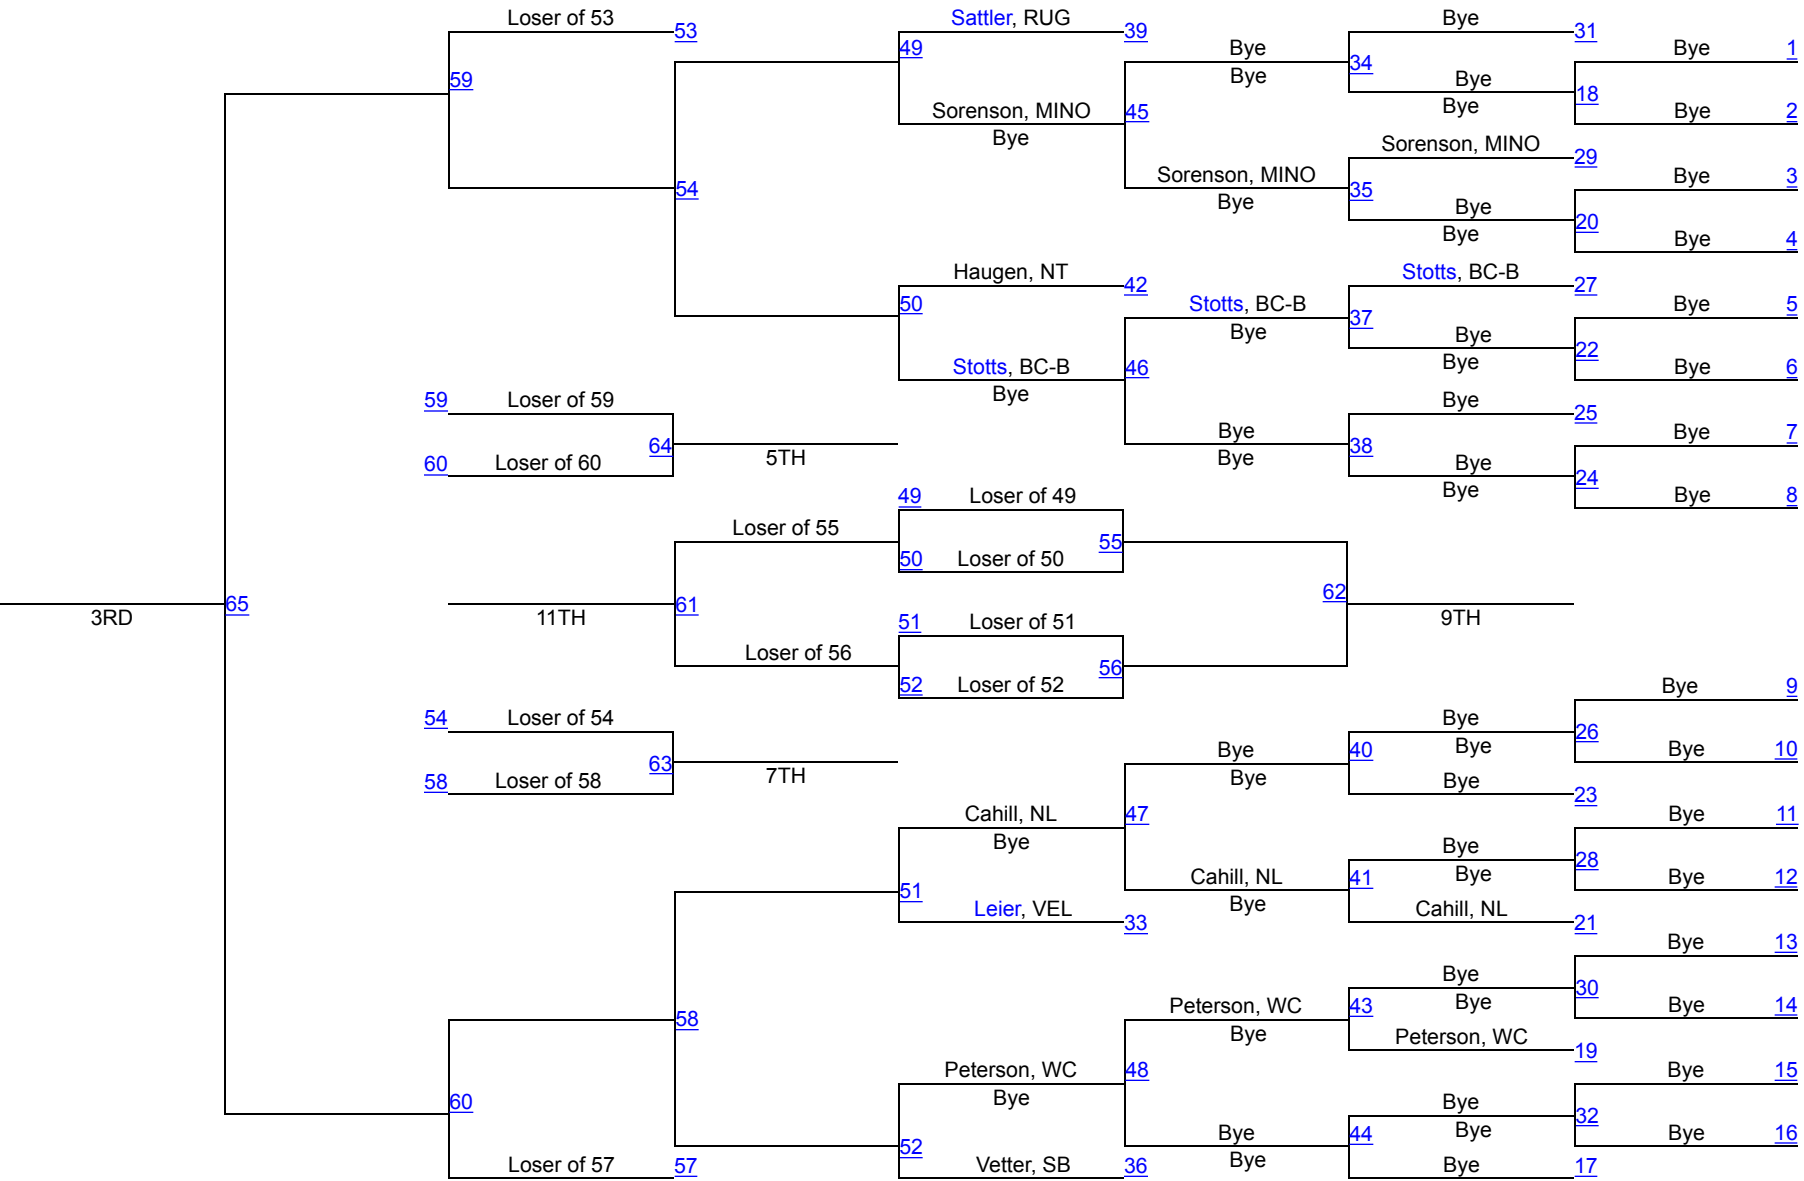 Loser of 53
53
Sattler, RUG
39
Bye
31
49
Bye
Bye
1
59
Bye
34
Bye
18
Sorenson, MINO
45
Bye
Bye
2
Bye
Sorenson, MINO
29
54
Sorenson, MINO
35
Bye
3
Bye
Bye
20
Bye
Bye
4
Haugen, NT
42
Stotts, BC-B
27
50
Stotts, BC-B
37
Bye
5
Bye
Bye
22
Stotts, BC-B
46
Bye
Bye
6
Bye
59
Loser of 59
Bye
25
64
5TH
Bye
38
Bye
7
60
Loser of 60
Bye
Bye
24
Bye
Bye
8
49
Loser of 49
Loser of 55
55
50
Loser of 50
3RD
65
11TH
61
62
9TH
51
Loser of 51
Loser of 56
56
52
Loser of 52
Bye
9
54
Loser of 54
Bye
26
63
7TH
Bye
40
Bye
Bye
10
58
Loser of 58
Bye
Bye
23
Cahill, NL
47
Bye
11
Bye
Bye
28
51
Cahill, NL
41
Bye
Bye
12
Leier, VEL
33
Bye
Cahill, NL
21
Bye
13
58
Peterson, WC
43
Bye
30
Bye
Bye
Bye
14
Peterson, WC
19
Peterson, WC
48
Bye
15
60
Bye
Bye
32
52
Bye
44
Bye
Bye
16
Loser of 57
57
Vetter, SB
36
Bye
Bye
17